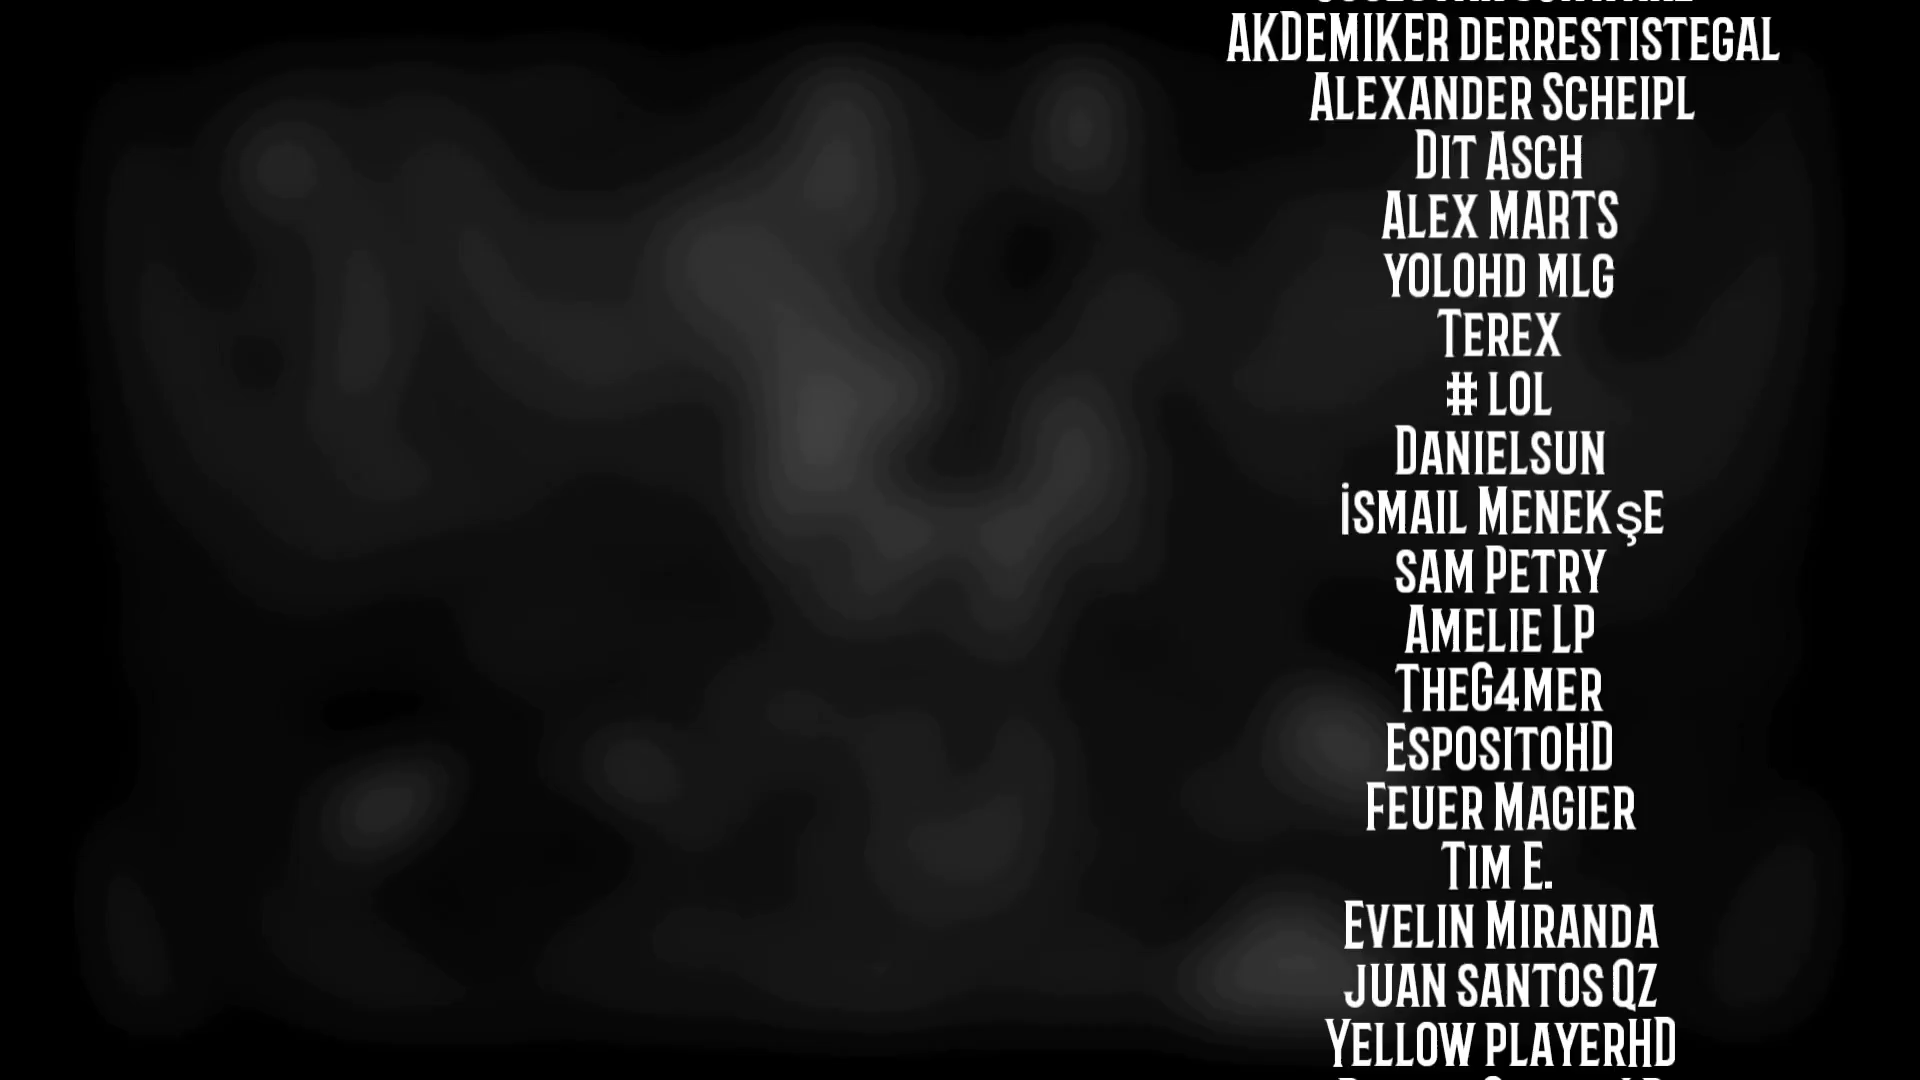 AKDEMIKER DERRESTISTEGAL
ALEXANDER SCHEIPL
DIT ASCH
ALEX MARTS
YOLOHD MLG
TEREX
# LOL
DANIELSUN
İSMAIL MENEKşE
SAM PETRY
AMELIE LP
THEG4MER
ESPOSITOHD
FEUER MAGIER
TIM E.
EVELIN MIRANDA
JUAN SANTOS QZ
YELLOW PLAYERHD